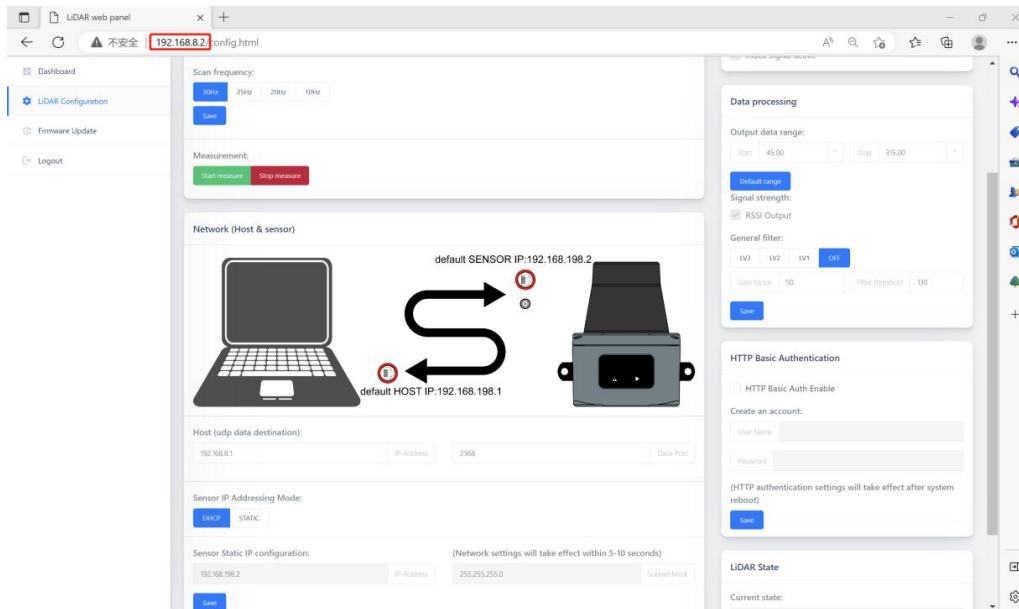 LiDAR web panel
不安全
192.168.8.2/config.html
Dashboard
LiDAR Configuration
Firmware Update
Logout
Scan frequency:
30Hz 25Hz 20Hz 10Hz
Save
Measurement:
Start measure Stop measure
Network (Host & sensor)
default SENSOR IP:192.168.198.2
default HOST IP:192.168.198.1
Host (udp data destination):
192.168.8.1 IP-Address 2368 Data-Port
Sensor IP Addressing Mode:
DHCP STATIC
Sensor Static IP configuration: (Network settings will take effect within 5-10 seconds)
192.168.198.2 IP-Address 255.255.255.0 Subnet-Mask
Save
Index signal active
Data processing
Output data range:
Start 45.00 ° Stop 315.00 °
Default range
Signal strength:
RSSI Output
General filter:
LV3 LV2 LV1 OFF
Gain factor 50 Filter threshold 130
Save
HTTP Basic Authentication
HTTP Basic Auth Enable
Create an account:
User Name
Password
(HTTP authentication settings will take effect after system
reboot)
Save
LiDAR State
Current state: